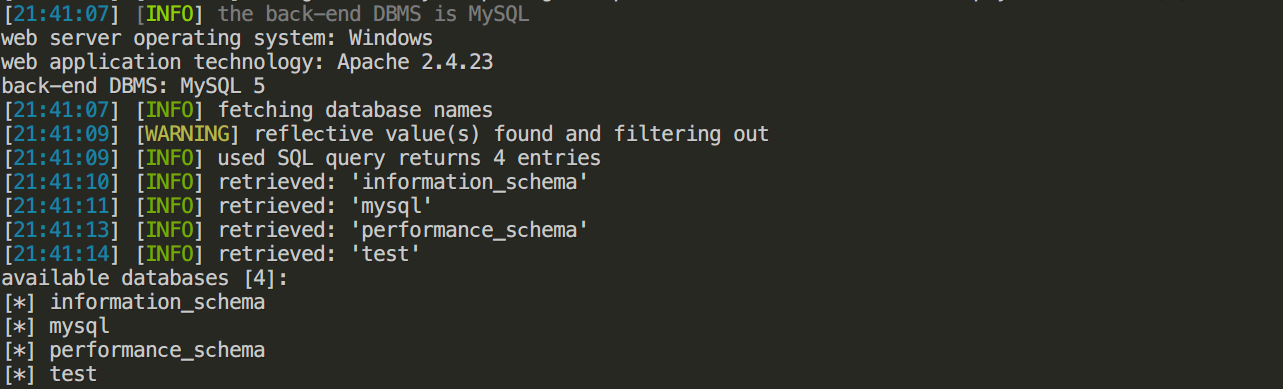 [21:41:07] [INFO] the back-end DBMS is MySQL
web server operating system: Windows
web application technology: Apache 2.4.23
back-end DBMS: MySQL 5
[21:41:07] [INFO] fetching database names
[21:41:09] [WARNING] reflective value(s) found and filtering out
[21:41:09] [INFO] used SQL query returns 4 entries
[21:41:10] [INFO] retrieved: 'information_schema'
[21:41:11] [INFO] retrieved: 'mysql'
[21:41:13] [INFO] retrieved: 'performance_schema'
[21:41:14] [INFO] retrieved: 'test'
available databases [4]:
[*] information_schema
[*] mysql
[*] performance_schema
[*] test